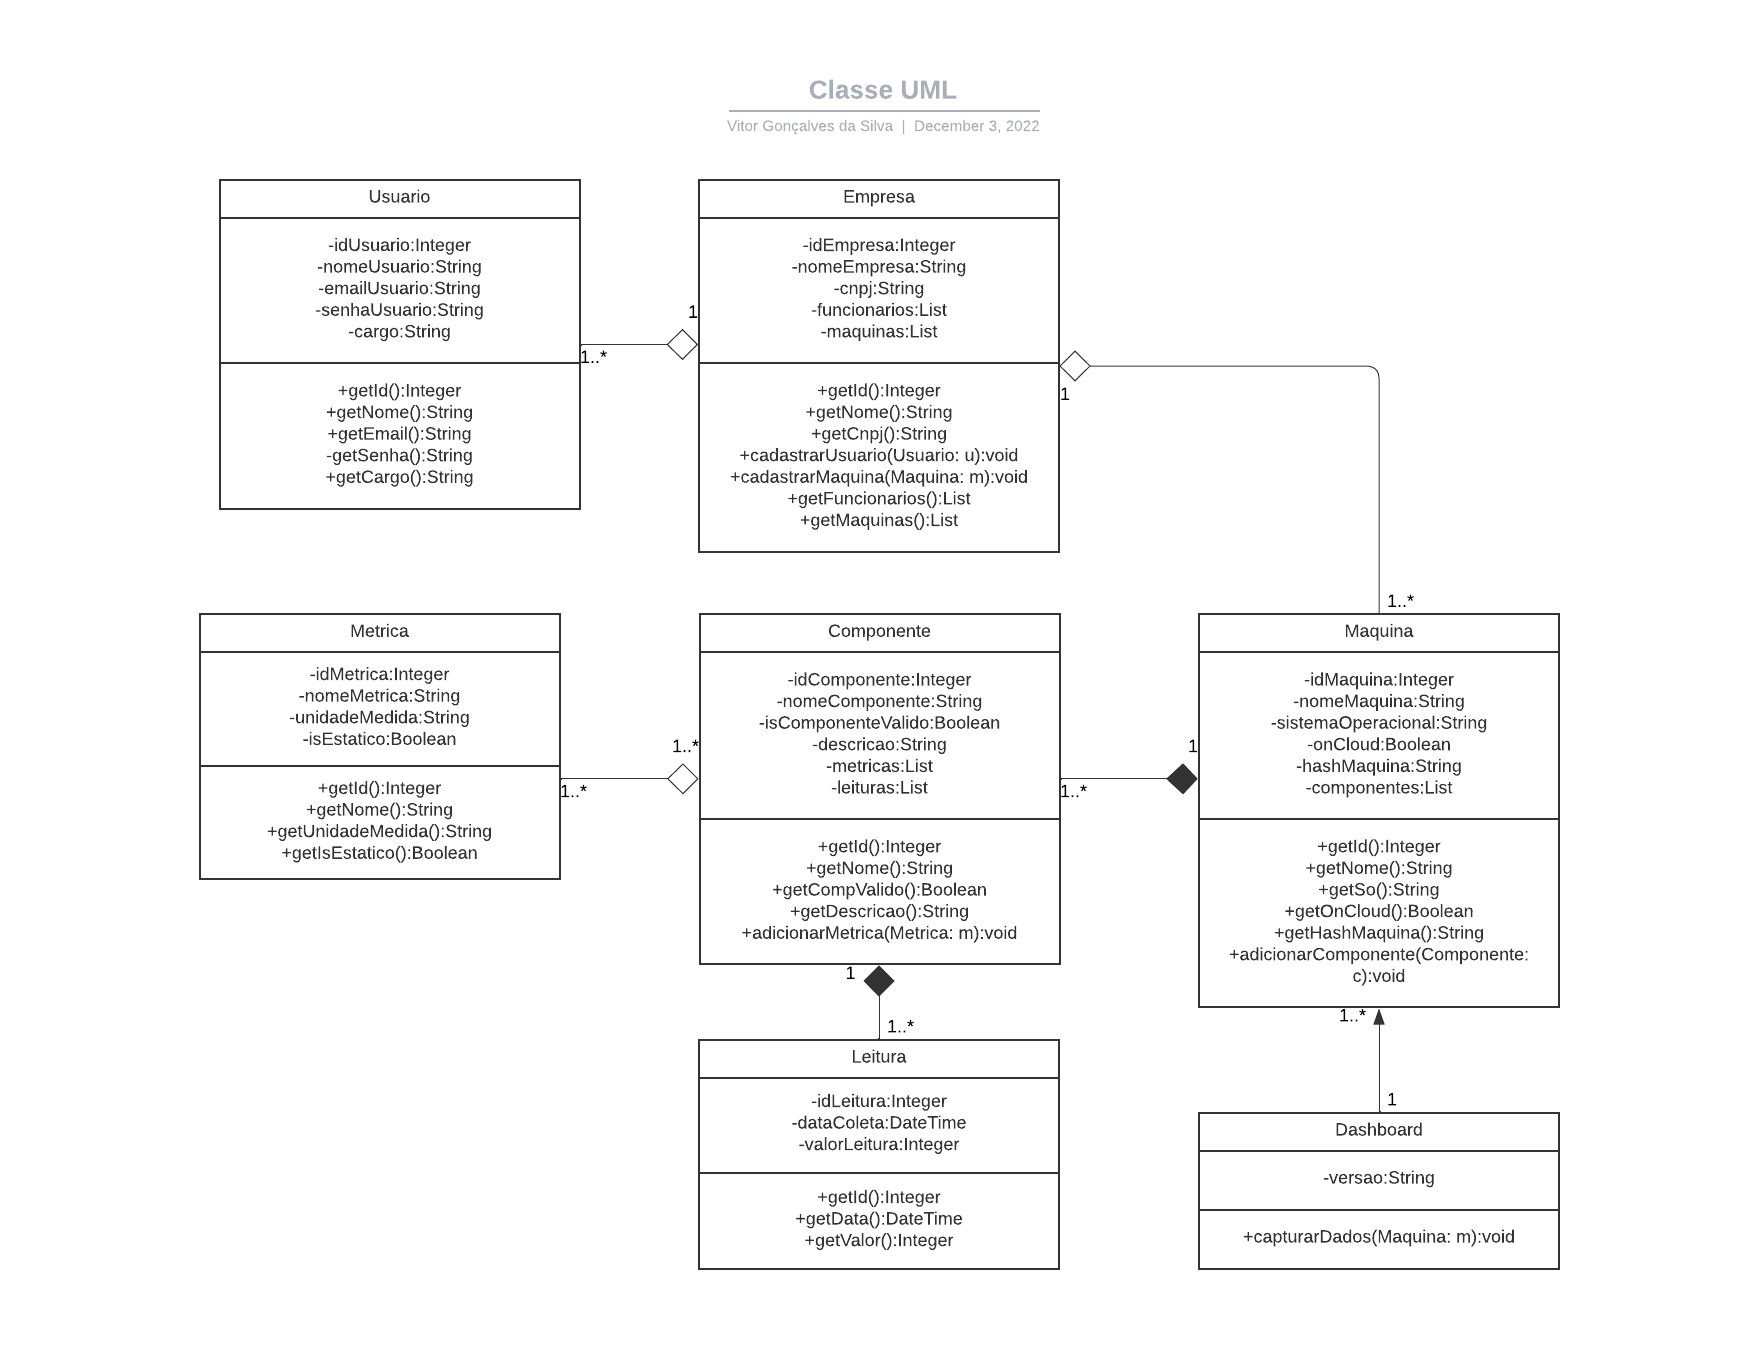 Classe UML
Vitor Gonçalves da Silva | December 3, 2022
Usuario
-idUsuario:Integer
-nomeUsuario:String
-emailUsuario:String
-senhaUsuario:String
-cargo:String
+getId():Integer
+getNome():String
+getEmail():String
-getSenha():String
+getCargo():String
1..*
1
Empresa
-idEmpresa:Integer
-nomeEmpresa:String
-cnpj:String
-funcionarios:List
-maquinas:List
+getId():Integer
+getNome():String
+getCnpj():String
+cadastrarUsuario(Usuario: u):void
+cadastrarMaquina(Maquina: m):void
+getFuncionarios():List
+getMaquinas():List
1
1..*
Metrica
-idMetrica:Integer
-nomeMetrica:String
-unidadeMedida:String
-isEstatico:Boolean
+getId():Integer
+getNome():String
+getUnidadeMedida():String
+getIsEstatico():Boolean
1..*
1..*
Componente
-idComponente:Integer
-nomeComponente:String
-isComponenteValido:Boolean
-descricao:String
-metricas:List
-leituras:List
+getId():Integer
+getNome():String
+getCompValido():Boolean
+getDescricao():String
+adicionarMetrica(Metrica: m):void
1..*
1
Maquina
-idMaquina:Integer
-nomeMaquina:String
-sistemaOperacional:String
-onCloud:Boolean
-hashMaquina:String
-componentes:List
+getId():Integer
+getNome():String
+getSo():String
+getOnCloud():Boolean
+getHashMaquina():String
+adicionarComponente(Componente:
c):void
1
1..*
Leitura
-idLeitura:Integer
-dataColeta:DateTime
-valorLeitura:Integer
+getId():Integer
+getData():DateTime
+getValor():Integer
1..*
1
Dashboard
-versao:String
+capturarDados(Maquina: m):void